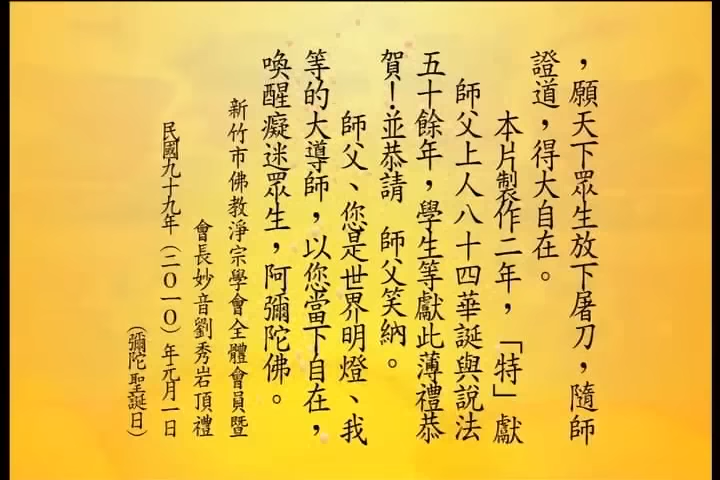 ，願天下眾生放下屠刀，隨師
證道，得大自在。
本片製作二年，「特」獻
師父上人八十四華誕與說法
五十餘年，學生等獻此薄禮恭
賀！並恭請　師父笑納。
師父、您是世界明燈、我
等的大導師，以您當下自在，
喚醒癡迷眾生，阿彌陀佛。
新竹市佛教淨宗學會全體會員暨
會長妙音劉秀岩頂禮
民國九十九年（二０一０）年元月一日
（彌陀聖誕日）